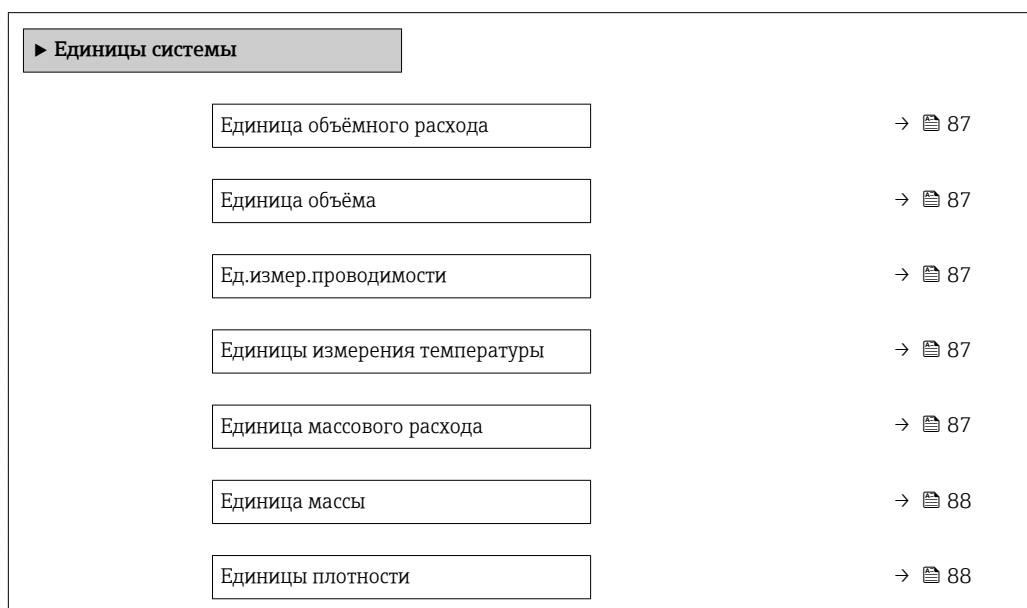 ▶ Единицы системы
Единица объёмного расхода → 87
Единица объёма → 87
Ед.измер.проводимости → 87
Единицы измерения температуры → 87
Единица массового расхода → 87
Единица массы → 88
Единицы плотности → 88